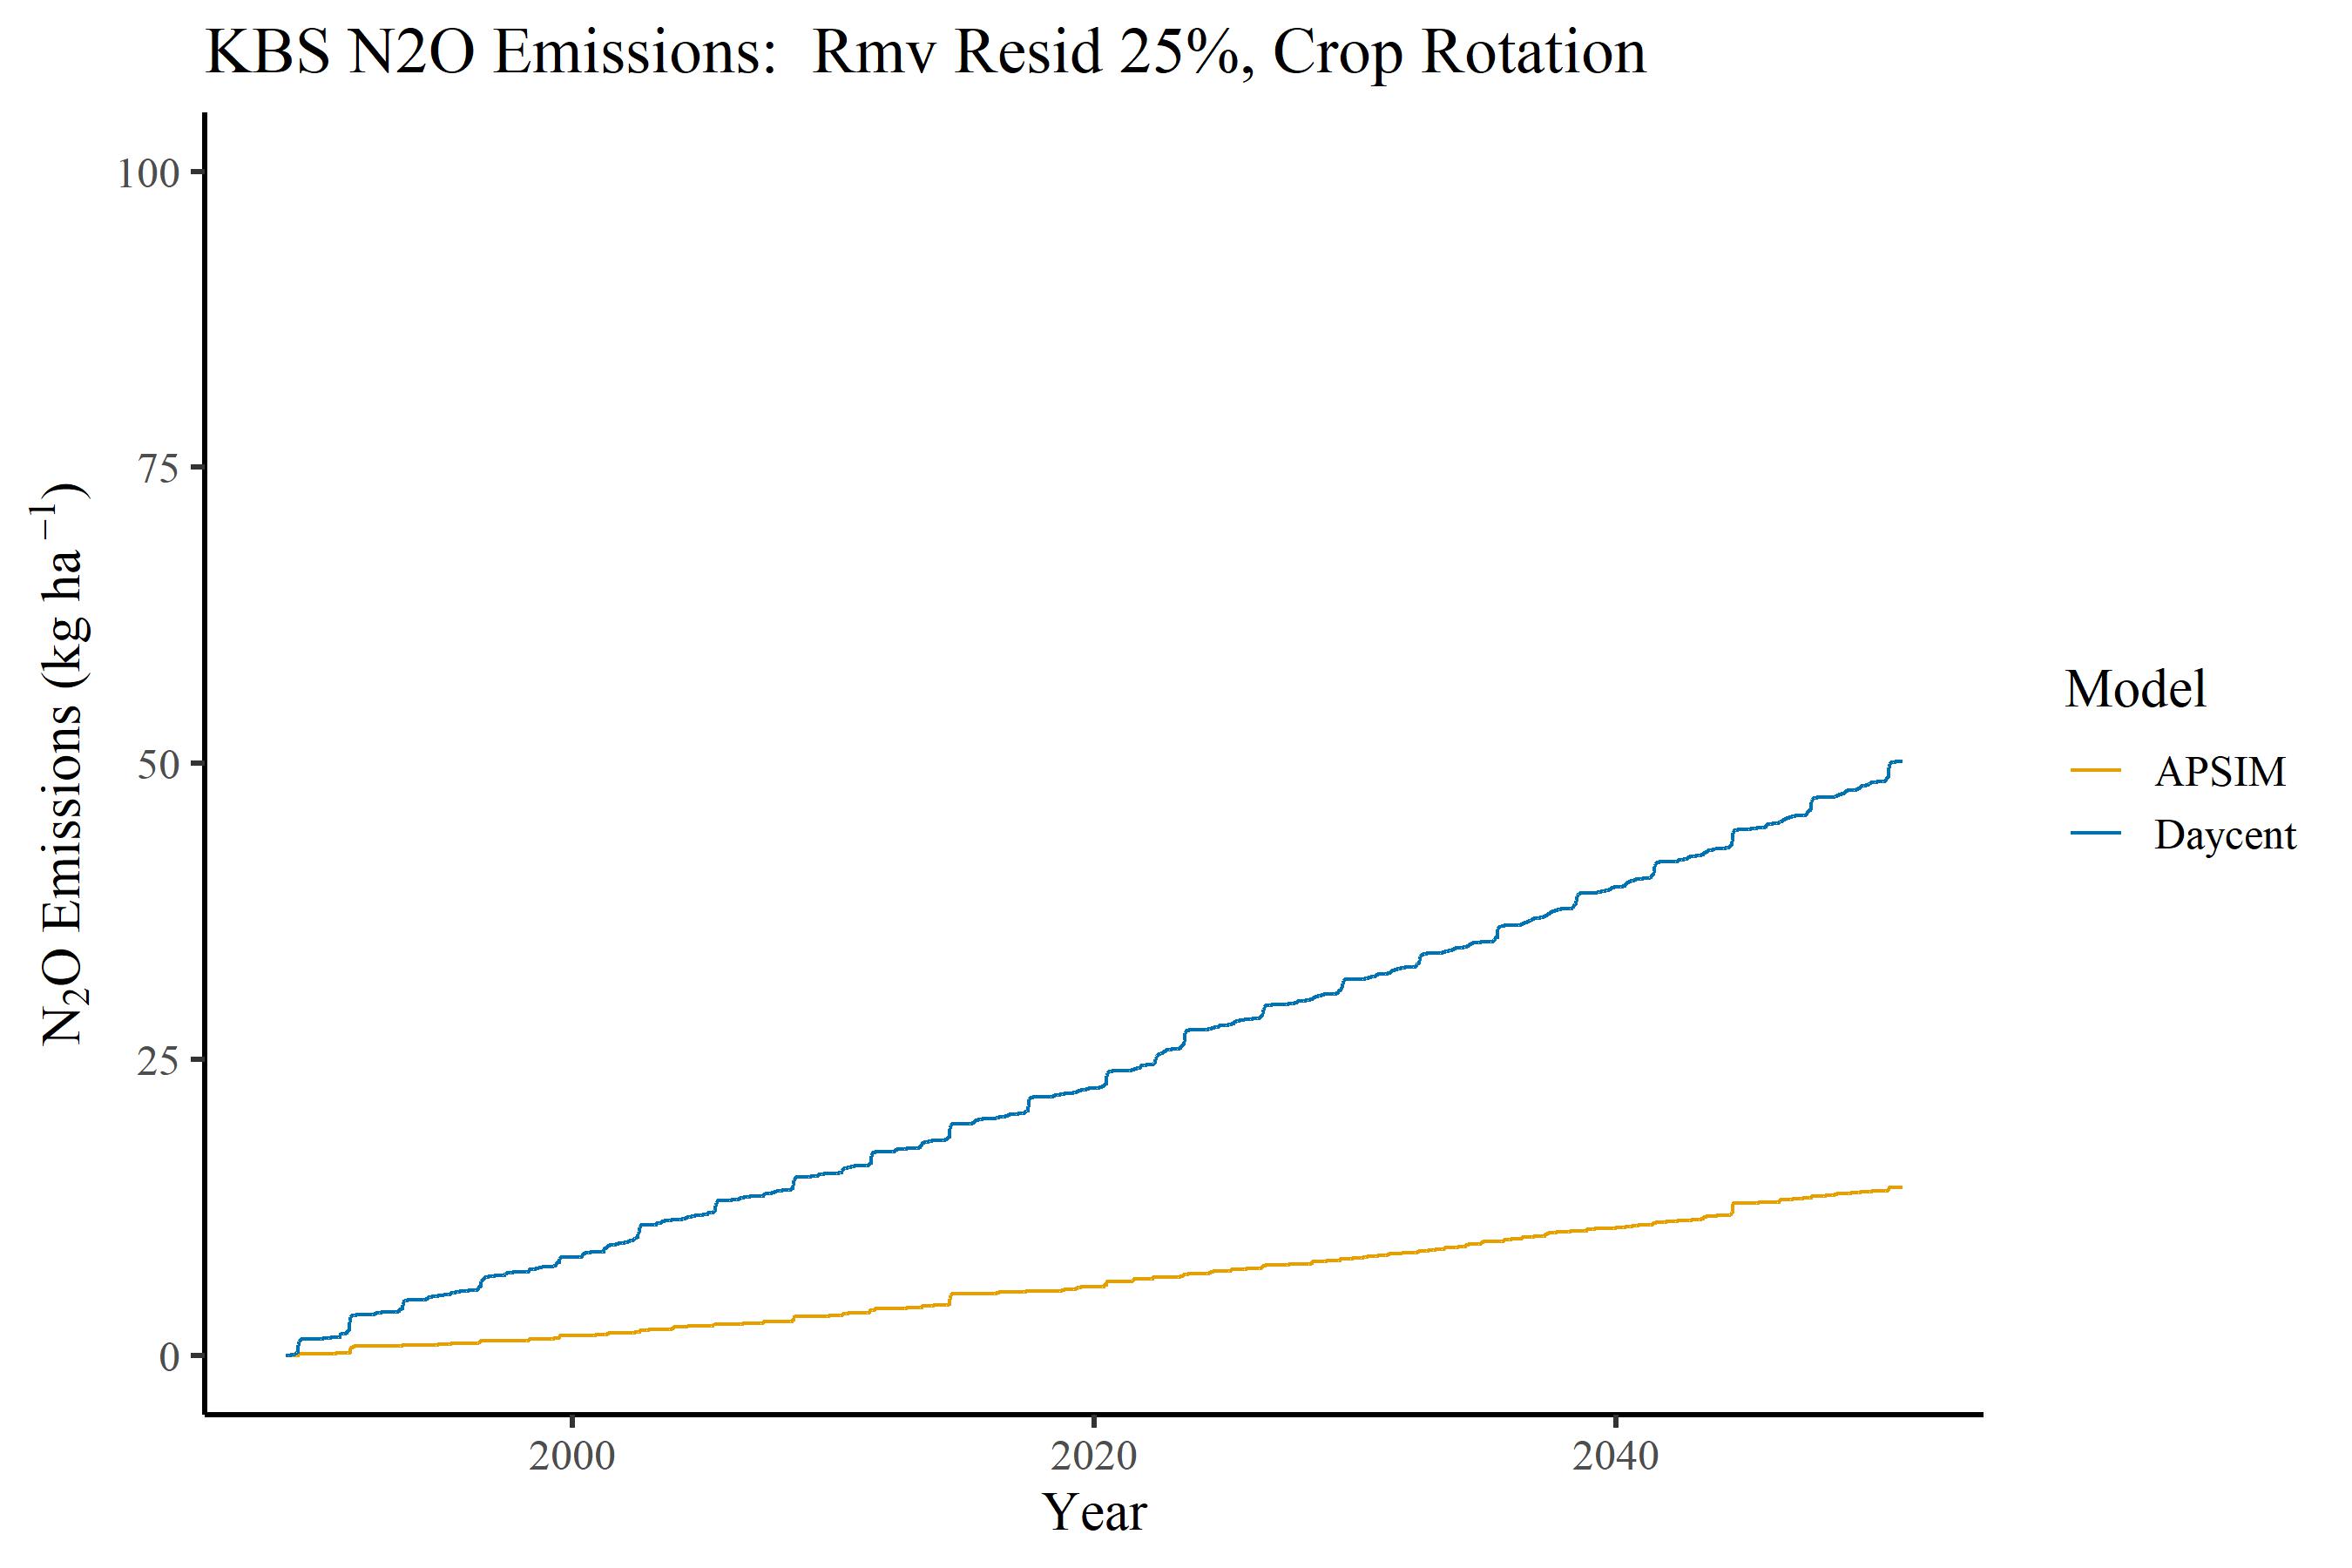 KBS N2O Emissions:  Rmv Resid 25%, Crop Rotation
N₂O Emissions (kg ha⁻¹)
100
75
50
25
0
2000
2020
2040
Year
Model
APSIM
Daycent